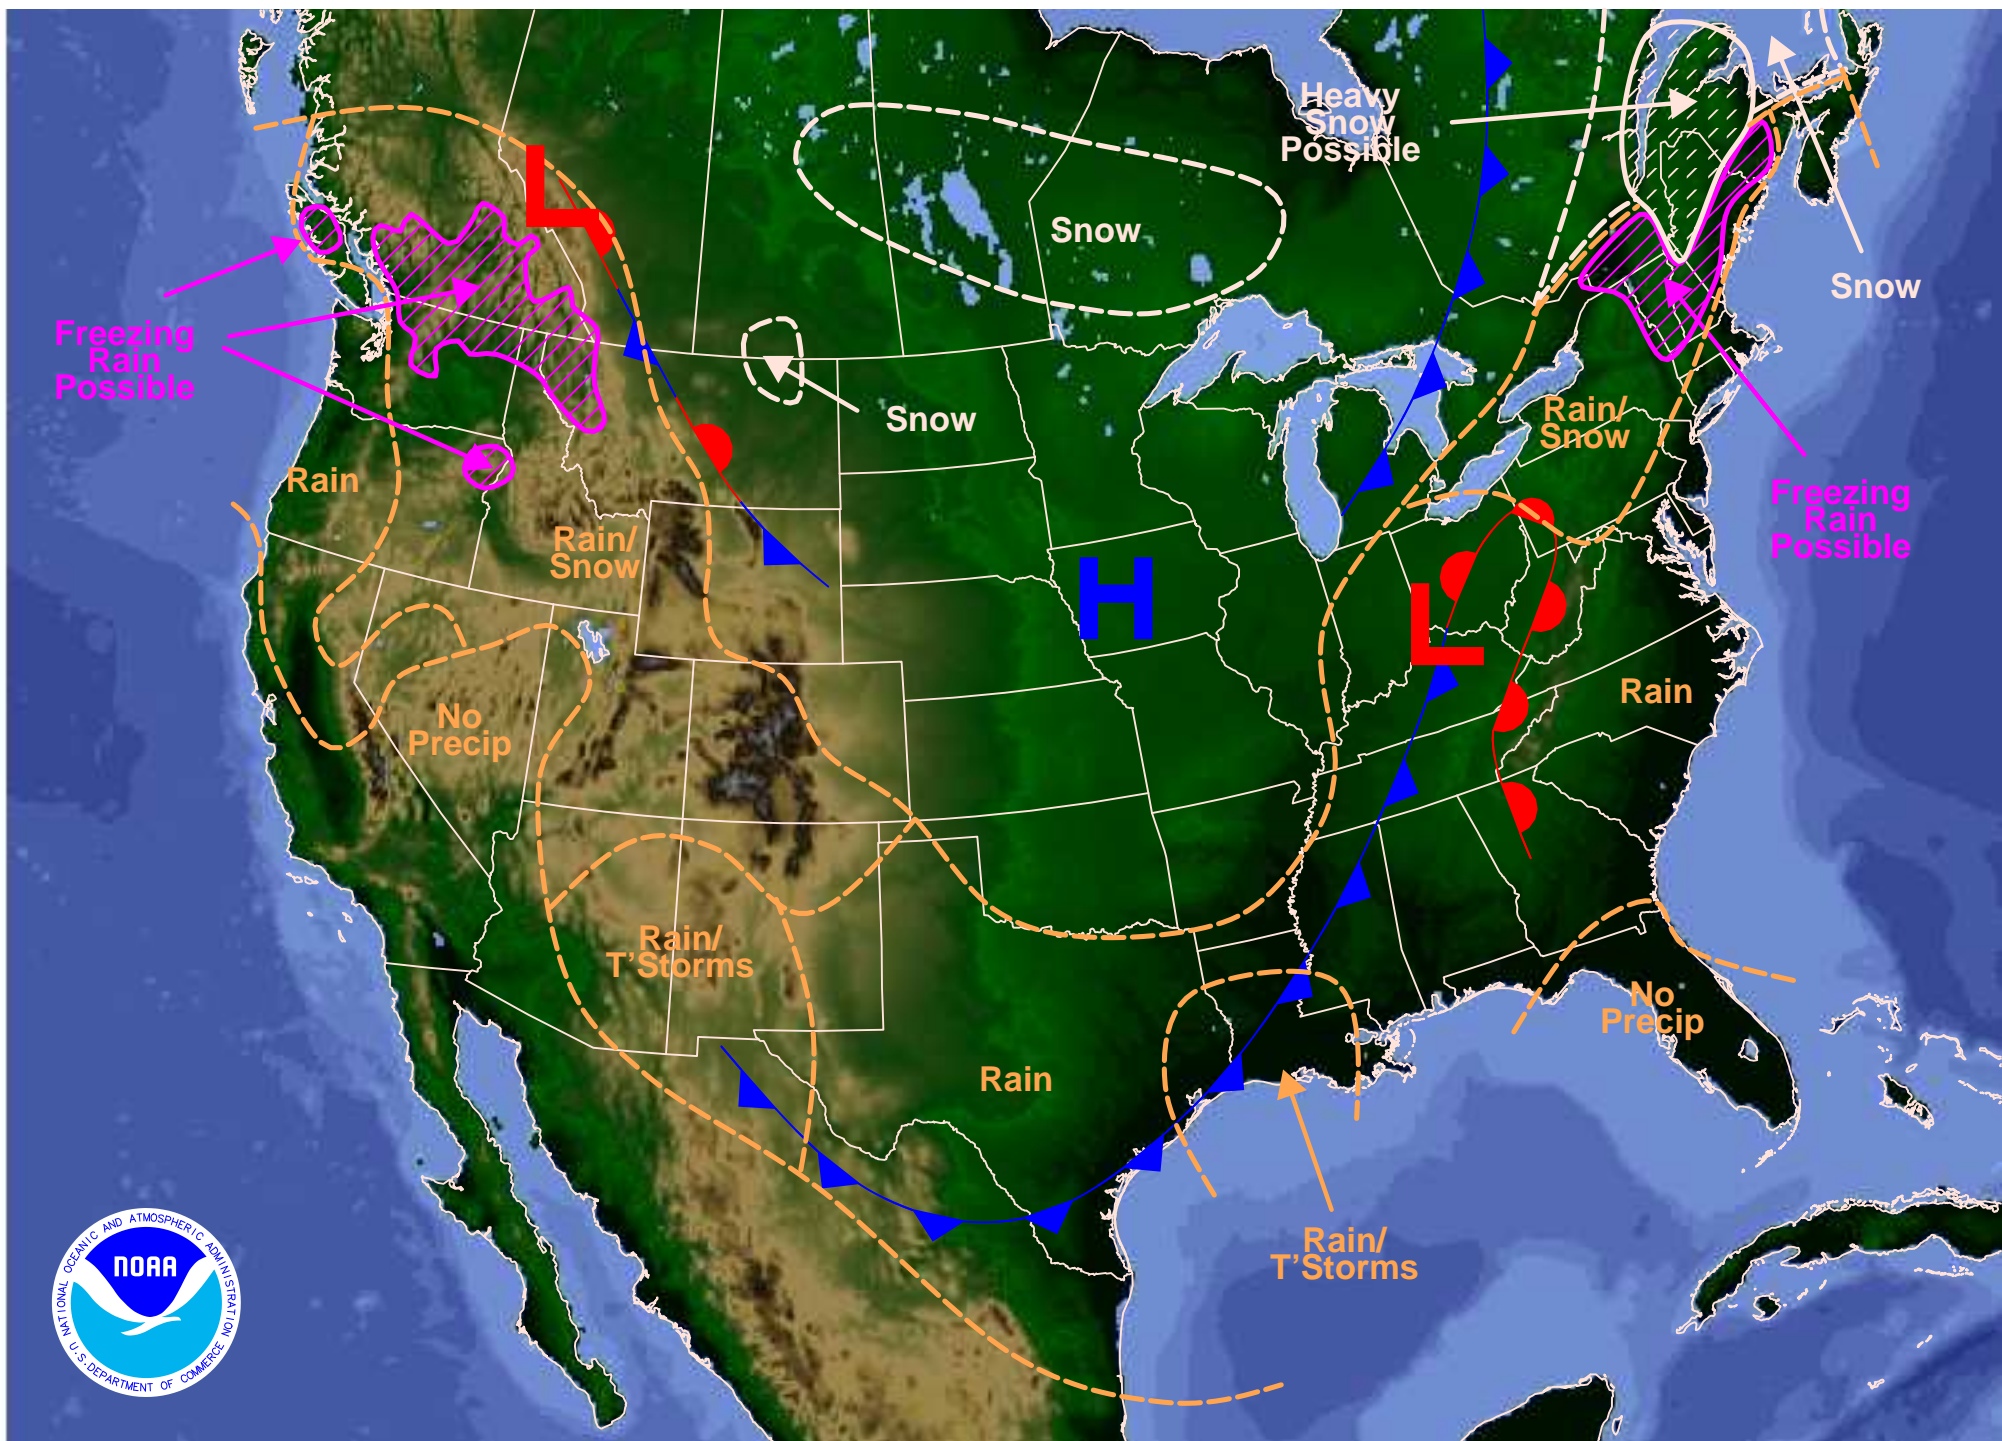 Heavy
Snow
Possible
Snow
Snow
Freezing
Rain
Possible
Snow
Rain/
Snow
Rain
Freezing
Rain
Possible
Rain/
Snow
H
L
L
Rain
No
Precip
Rain/
T'Storms
No
Precip
Rain
Rain/
T'Storms
NATIONAL OCEANIC AND ATMOSPHERIC ADMINISTRATION
NOAA
U.S. DEPARTMENT OF COMMERCE